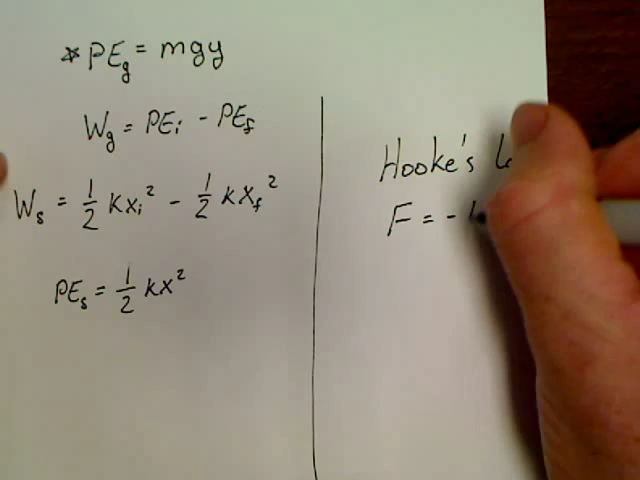 * PEg = mgy
Wg = PEi - PEf
Ws = 1/2 kxi² - 1/2 kxf²
PEs = 1/2 kx²
Hooke's
F = -